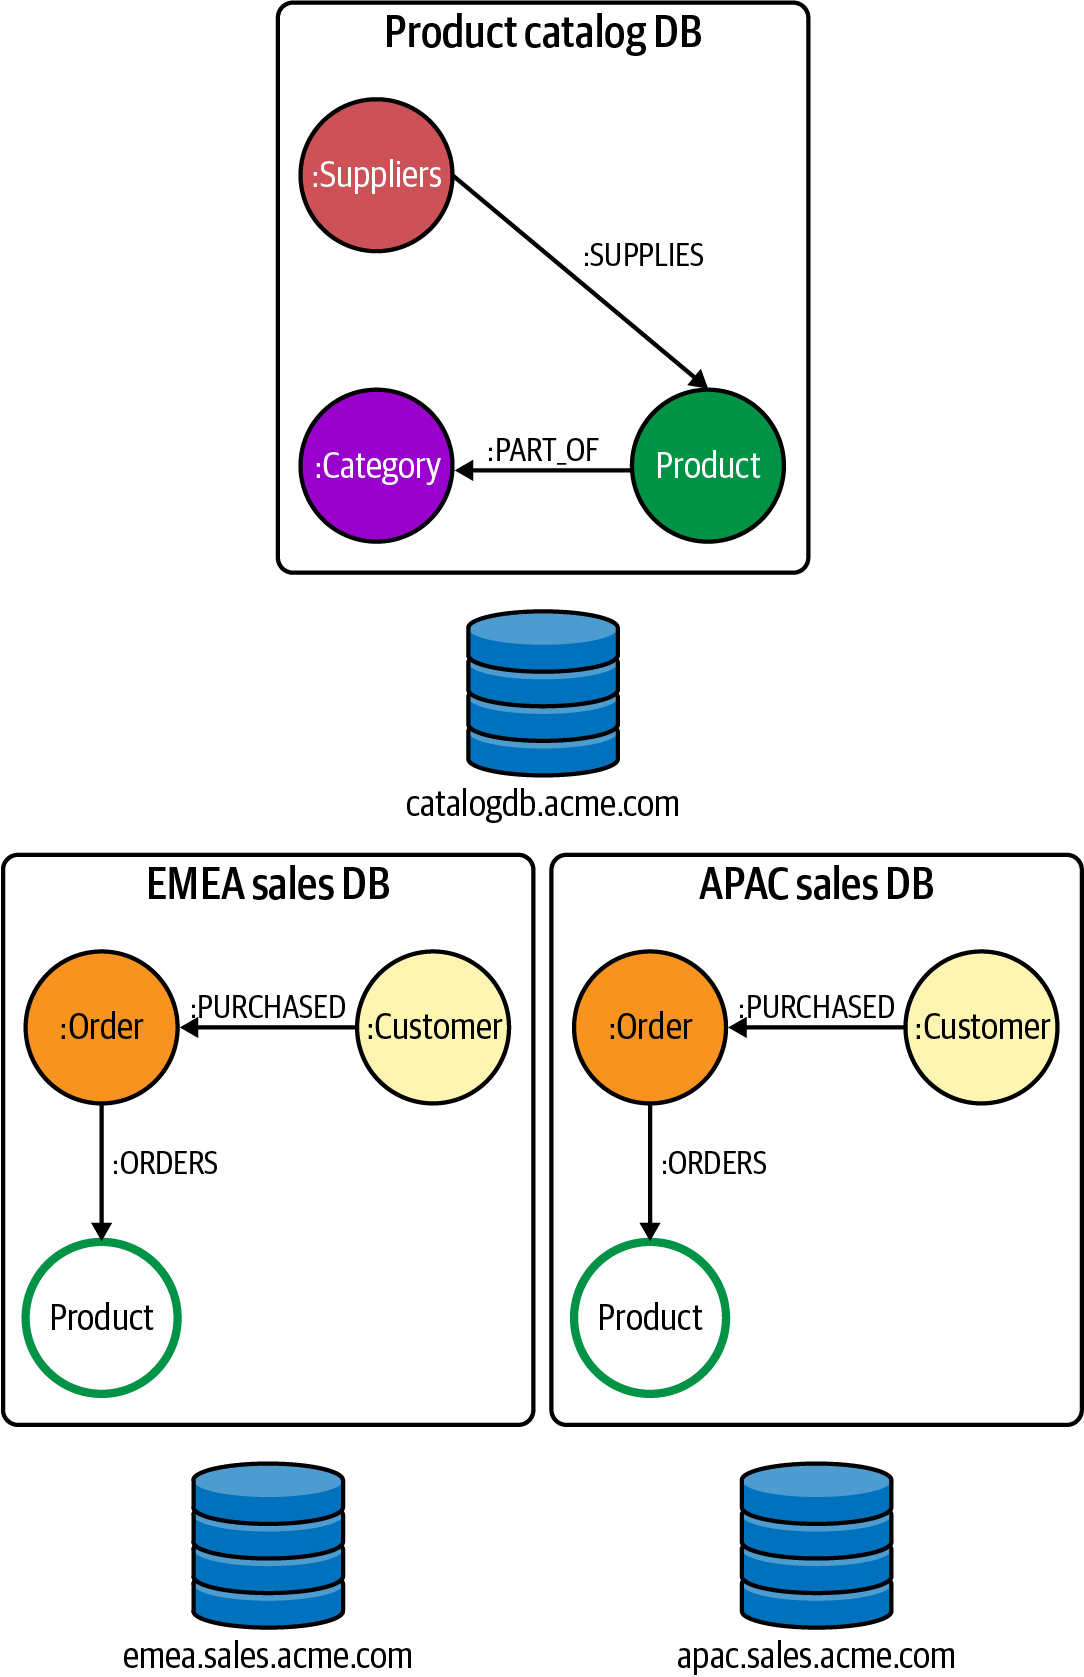 Product catalog DB
:Suppliers
:SUPPLIES
:Category
:PART_OF
Product
catalogdb.acme.com
EMEA sales DB
:Order
:PURCHASED
:Customer
:ORDERS
Product
emea.sales.acme.com
APAC sales DB
:Order
:PURCHASED
:Customer
:ORDERS
Product
apac.sales.acme.com